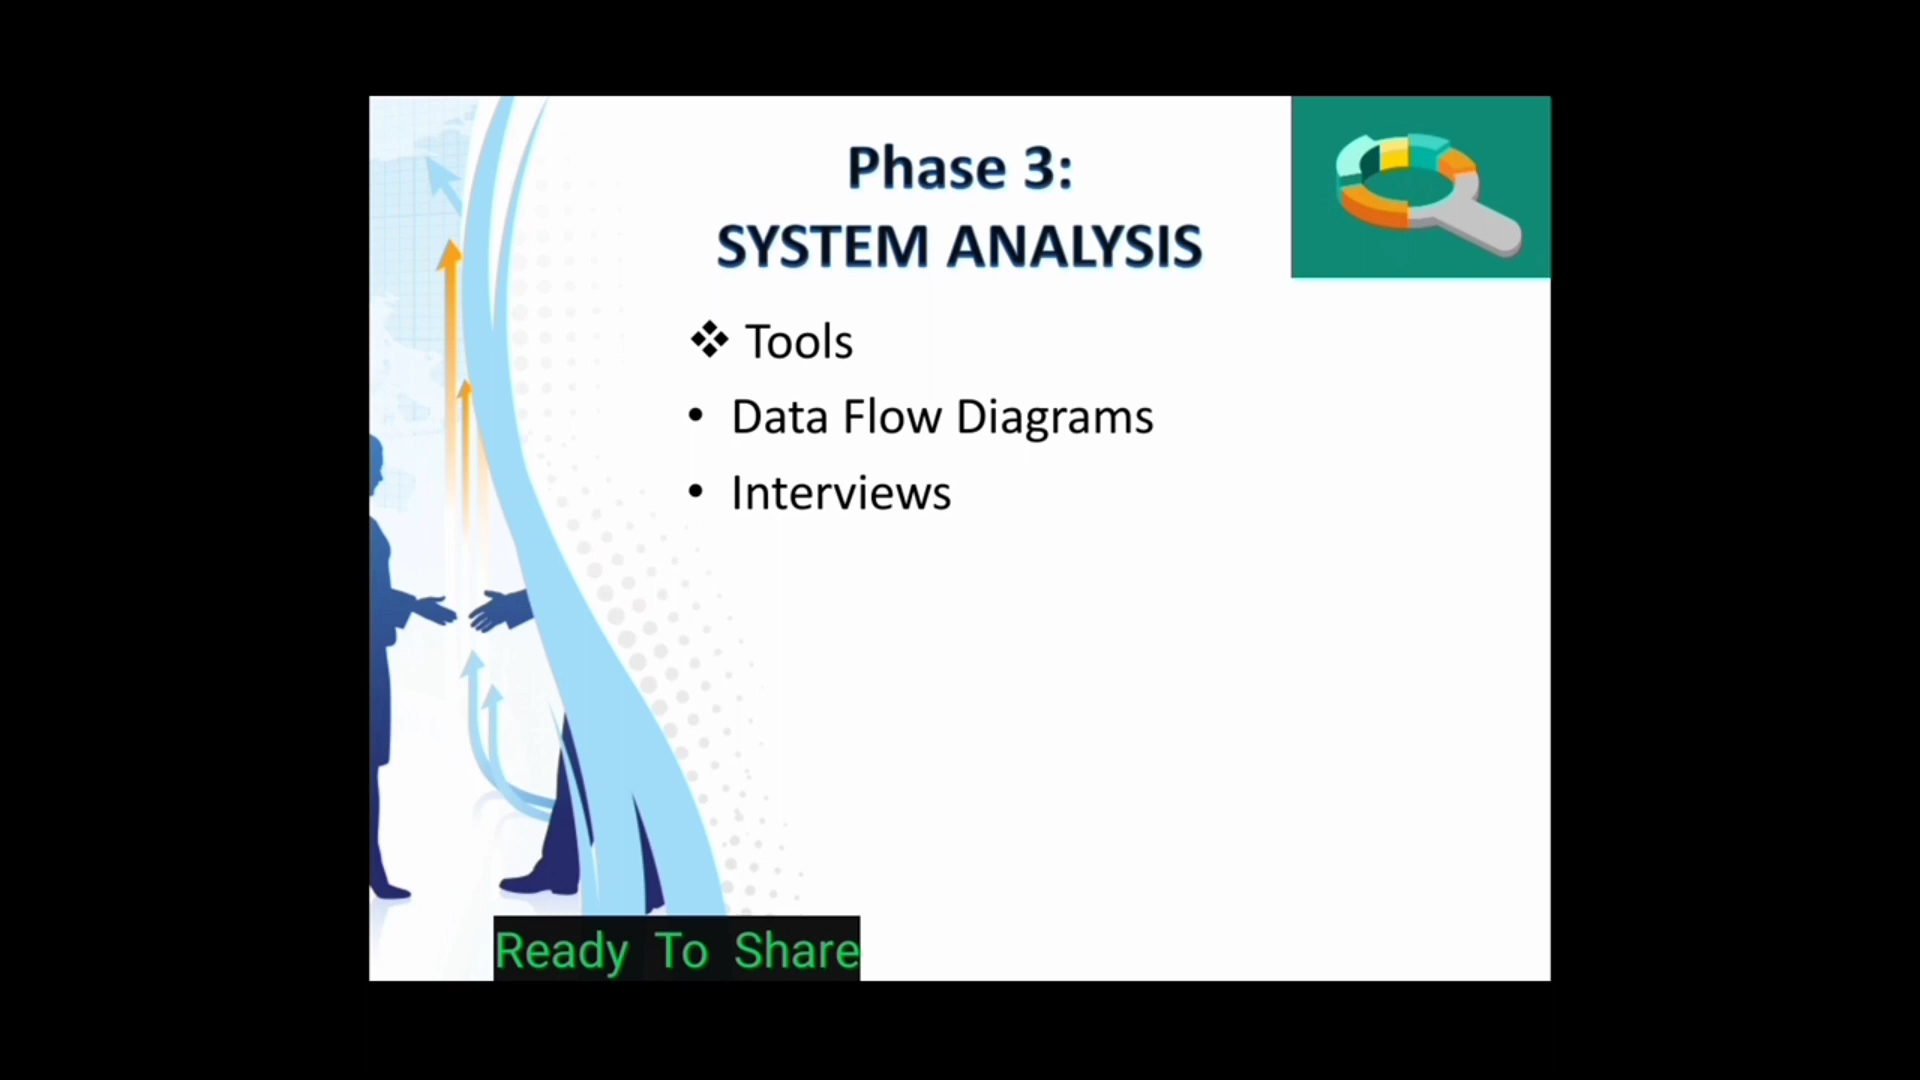 Phase 3:
SYSTEM ANALYSIS
❖ Tools
• Data Flow Diagrams
• Interviews
Ready To Share